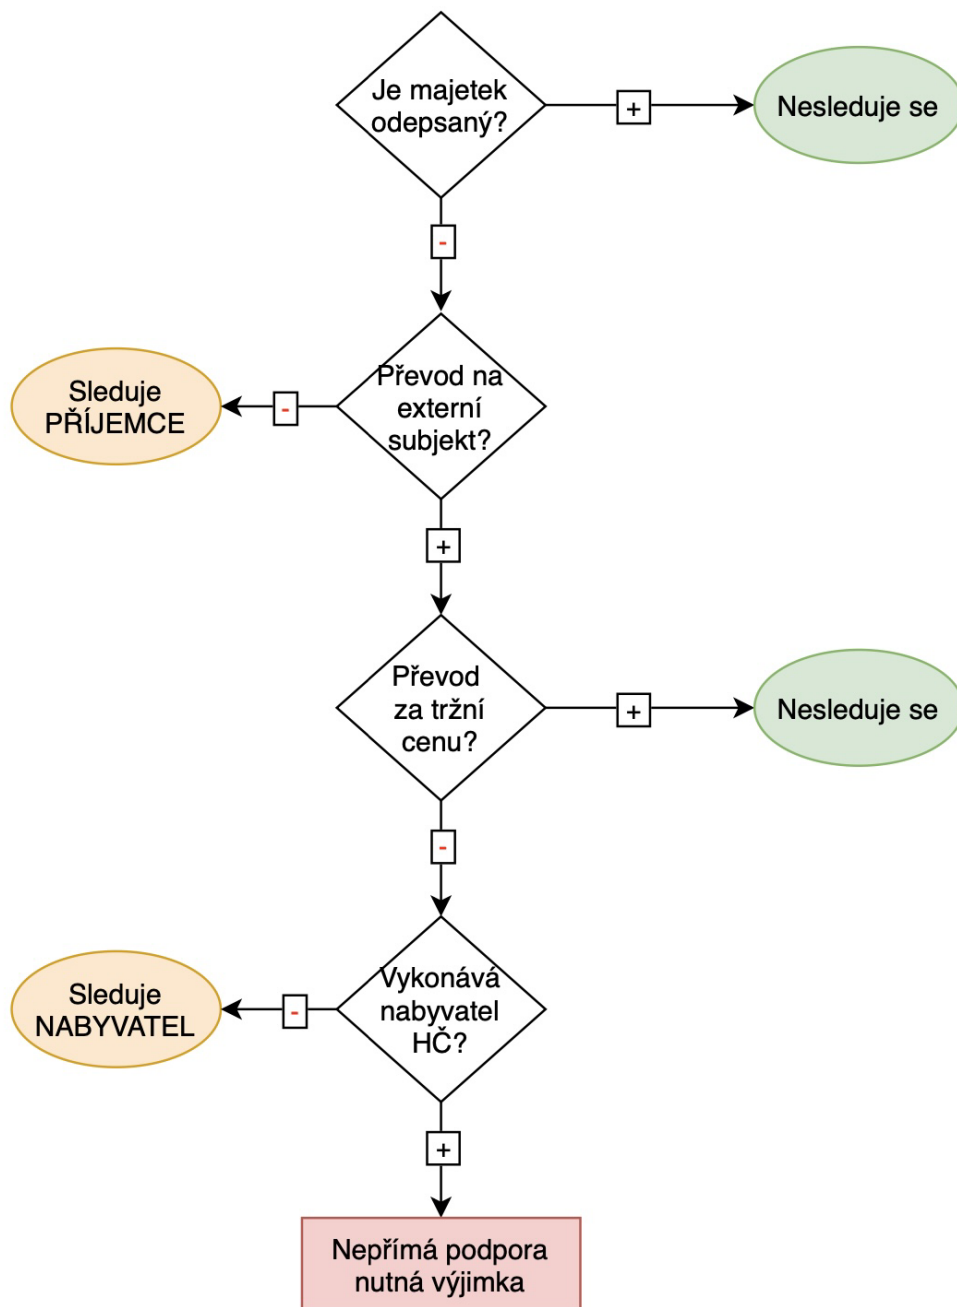 Je majetek
odepsaný?
+
Nesleduje se
-
Převod na
externí
subjekt?
-
Sleduje
PŘÍJEMCE
+
Převod
za tržní
cenu?
+
Nesleduje se
-
Vykonává
nabyvatel
HČ?
-
Sleduje
NABYVATEL
+
Nepřímá podpora
nutná výjimka